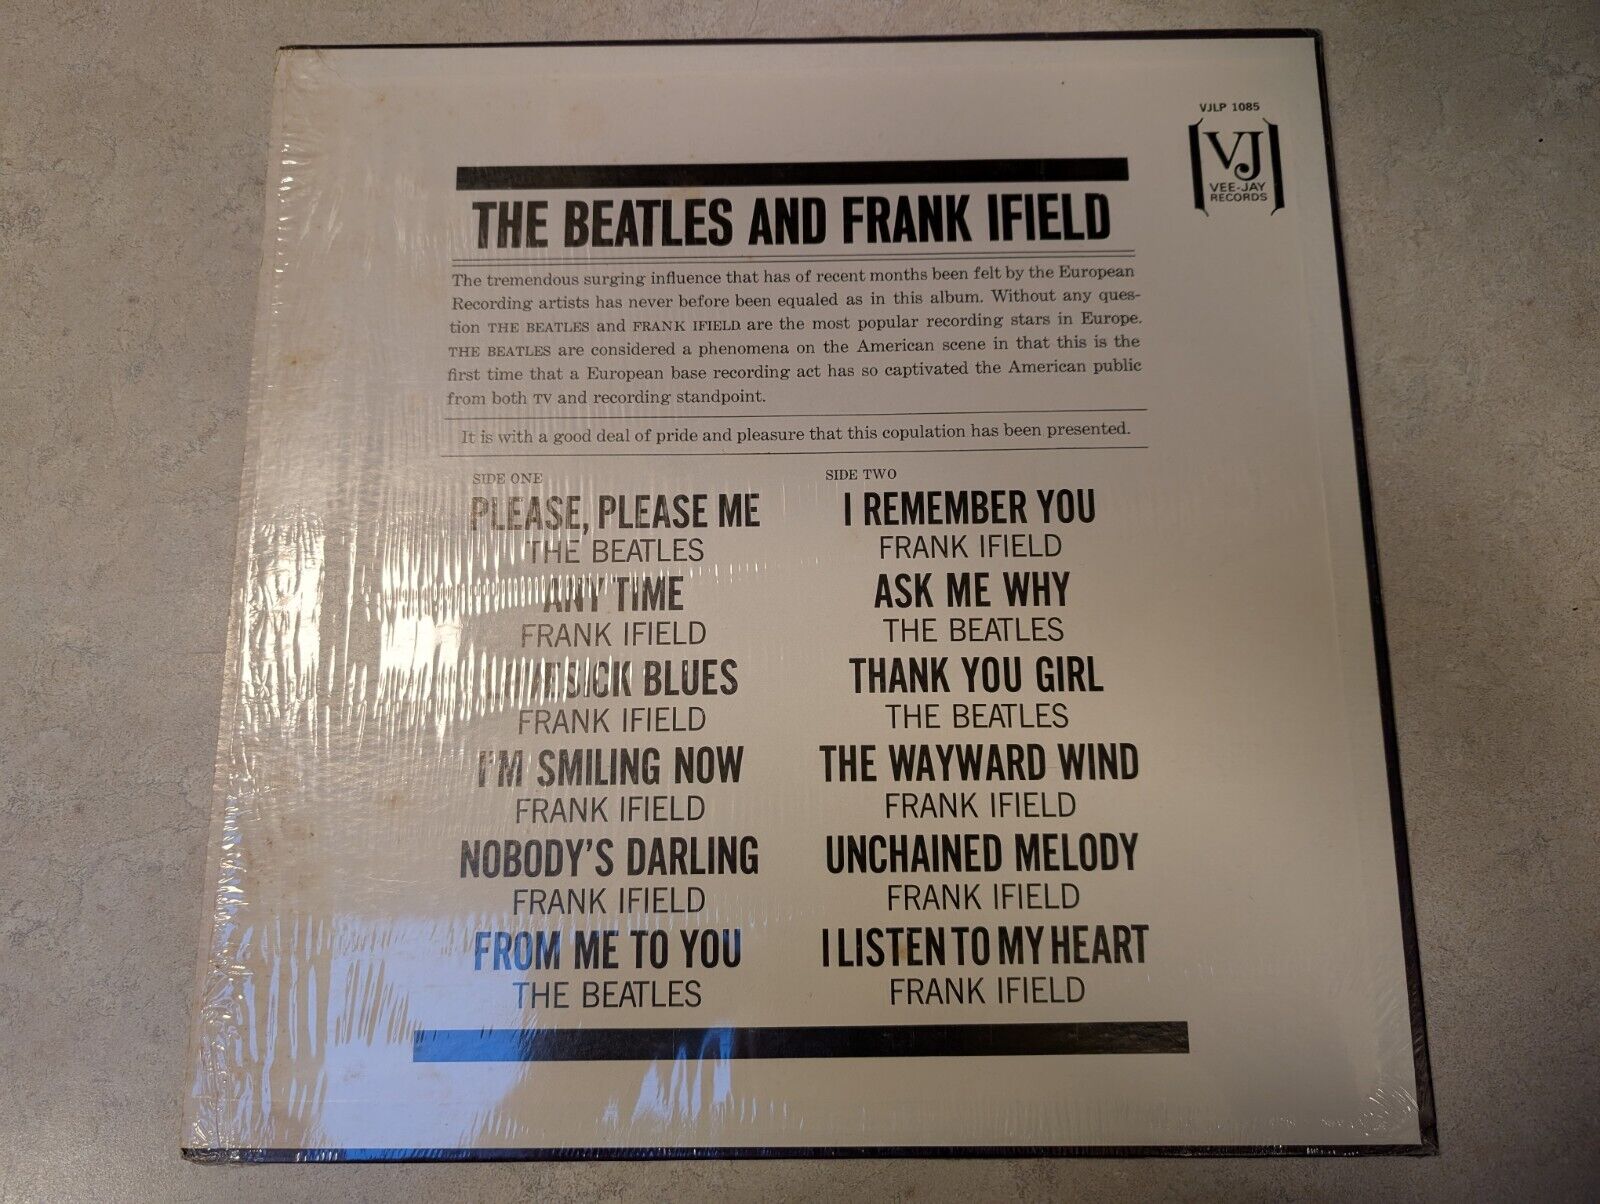 VJLP 1085
VJ
VEE-JAY
RECORDS
THE BEATLES AND FRANK IFIELD
The tremendous surging influence that has of recent months been felt by the European
Recording artists has never before been equaled as in this album. Without any ques-
tion THE BEATLES and FRANK IFIELD are the most popular recording stars in Europe.
THE BEATLES are considered a phenomena on the American scene in that this is the
first time that a European base recording act has so captivated the American public
from both TV and recording standpoint.
It is with a good deal of pride and pleasure that this copulation has been presented.
SIDE ONE
PLEASE, PLEASE ME
THE BEATLES
ANY TIME
FRANK IFIELD
LOVESICK BLUES
FRANK IFIELD
I'M SMILING NOW
FRANK IFIELD
NOBODY'S DARLING
FRANK IFIELD
FROM ME TO YOU
THE BEATLES
SIDE TWO
I REMEMBER YOU
FRANK IFIELD
ASK ME WHY
THE BEATLES
THANK YOU GIRL
THE BEATLES
THE WAYWARD WIND
FRANK IFIELD
UNCHAINED MELODY
FRANK IFIELD
I LISTEN TO MY HEART
FRANK IFIELD